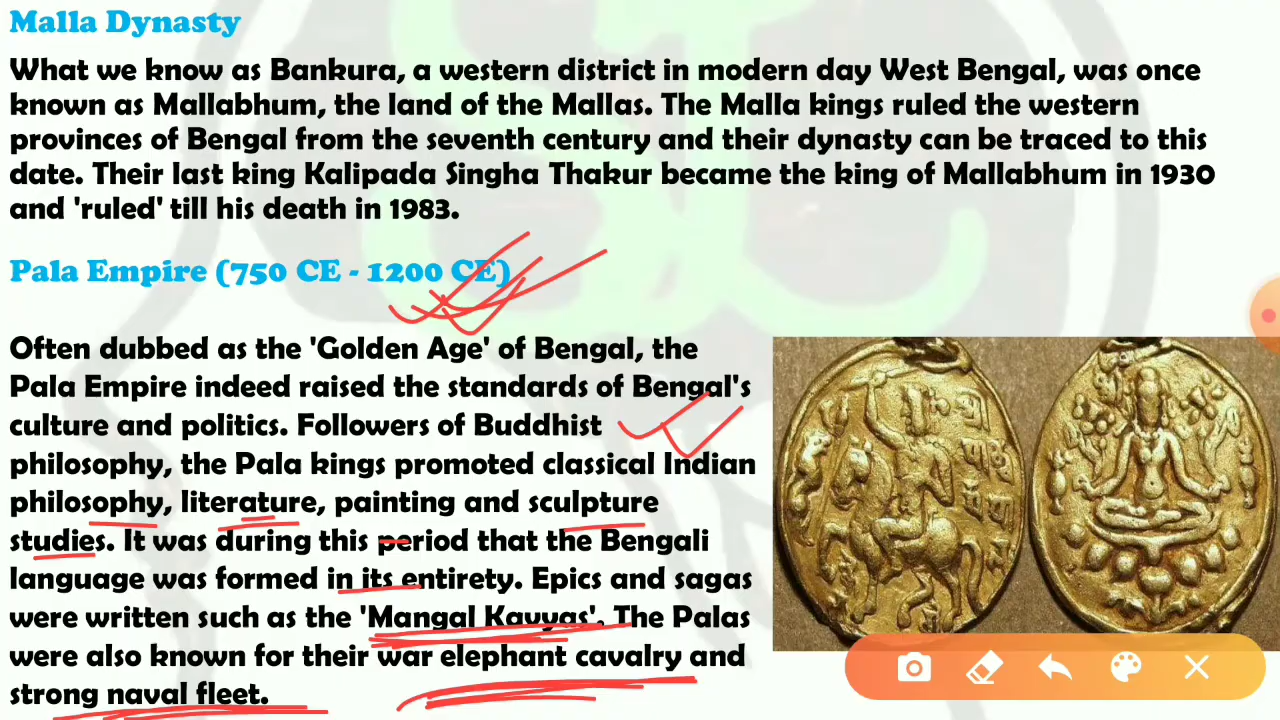 Malla Dynasty
What we know as Bankura, a western district in modern day West Bengal, was once
known as Mallabhum, the land of the Mallas. The Malla kings ruled the western
provinces of Bengal from the seventh century and their dynasty can be traced to this
date. Their last king Kalipada Singha Thakur became the king of Mallabhum in 1930
and 'ruled' till his death in 1983.
Pala Empire (750 CE - 1200 CE)
Often dubbed as the 'Golden Age' of Bengal, the
Pala Empire indeed raised the standards of Bengal's
culture and politics. Followers of Buddhist
philosophy, the Pala kings promoted classical Indian
philosophy, literature, painting and sculpture
studies. It was during this period that the Bengali
language was formed in its entirety. Epics and sagas
were written such as the 'Mangal Kavyas'. The Palas
were also known for their war elephant cavalry and
strong naval fleet.